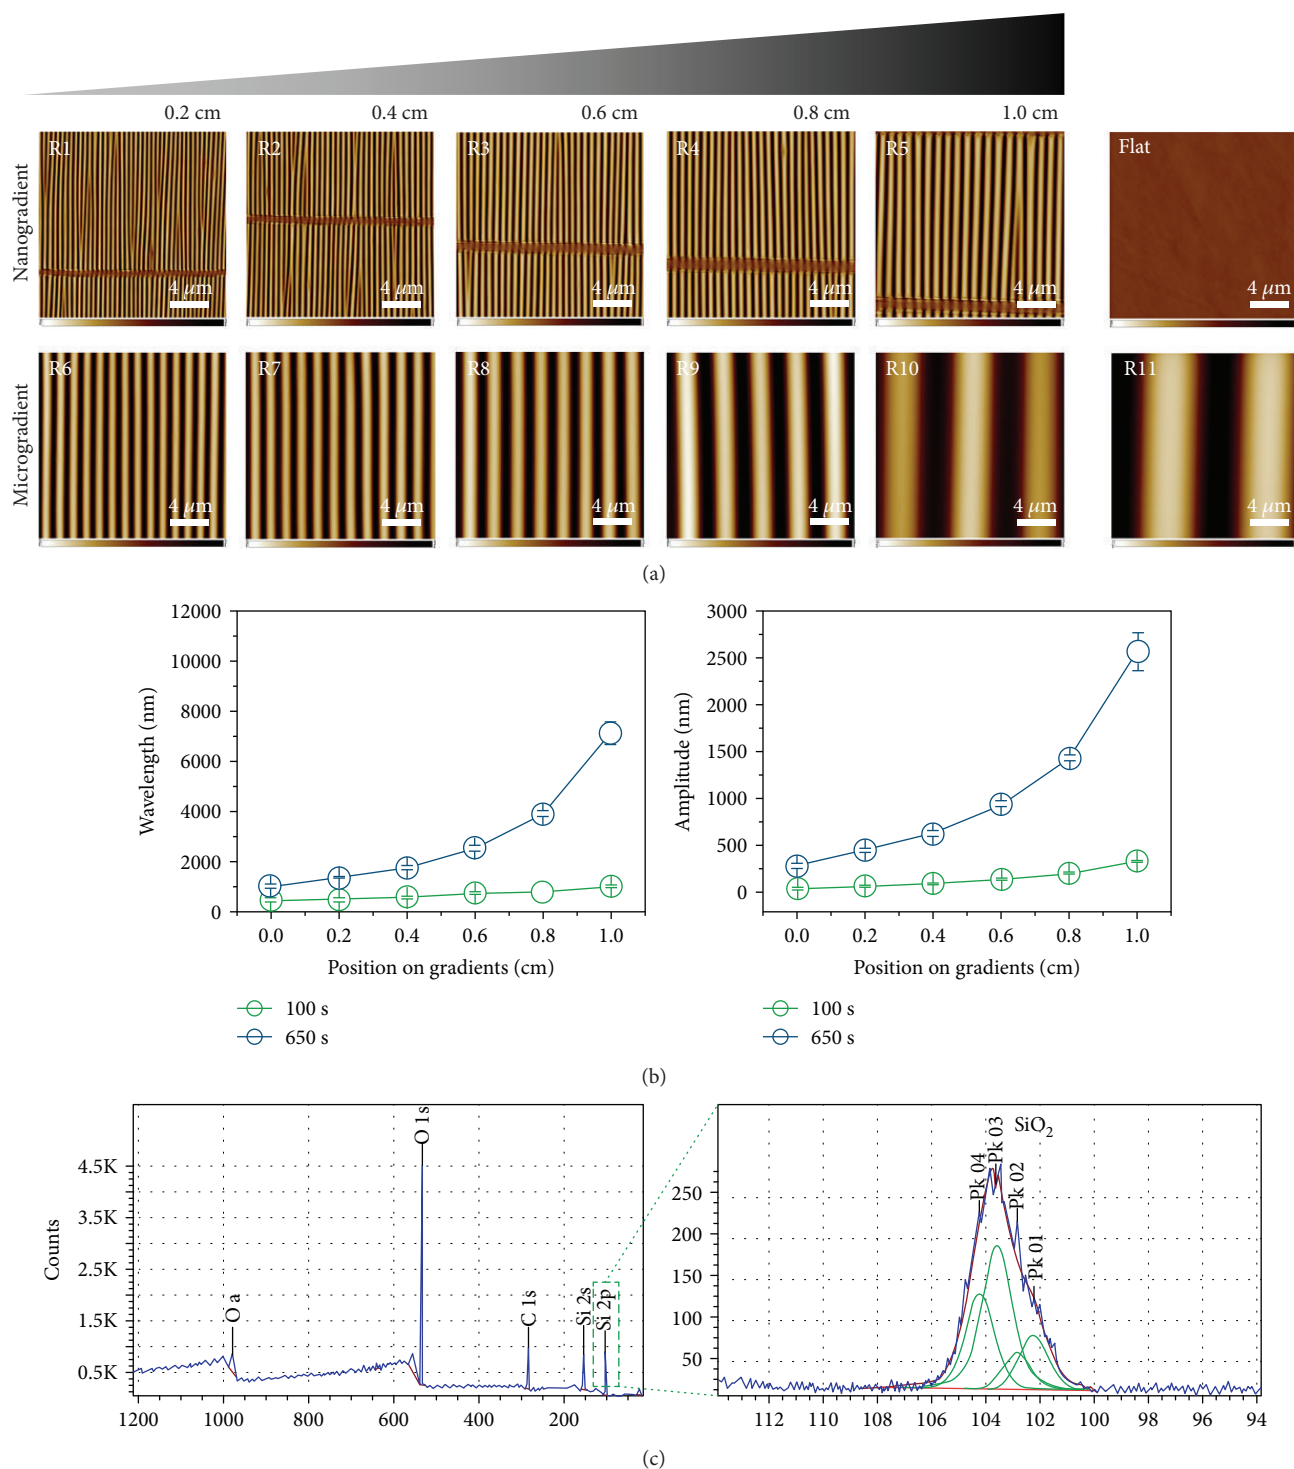 0.2 cm 0.4 cm 0.6 cm 0.8 cm 1.0 cm
Nanogradient
R1 R2 R3 R4 R5 Flat
4 μm 4 μm 4 μm 4 μm 4 μm 4 μm
Microgradient
R6 R7 R8 R9 R10 R11
4 μm 4 μm 4 μm 4 μm 4 μm 4 μm
(a)
Wavelength (nm)
12000
10000
8000
6000
4000
2000
0
0.0 0.2 0.4 0.6 0.8 1.0
Position on gradients (cm)
100 s
650 s
Amplitude (nm)
3000
2500
2000
1500
1000
500
0
0.0 0.2 0.4 0.6 0.8 1.0
Position on gradients (cm)
100 s
650 s
(b)
Counts
4.5K
3.5K
2.5K
1.5K
0.5K
O a
O 1s
C 1s
Si 2s
Si 2p
1200 1000 800 600 400 200
SiO2
Pk 04
Pk 03
Pk 02
Pk 01
250
200
150
100
50
112 110 108 106 104 102 100 98 96 94
(c)